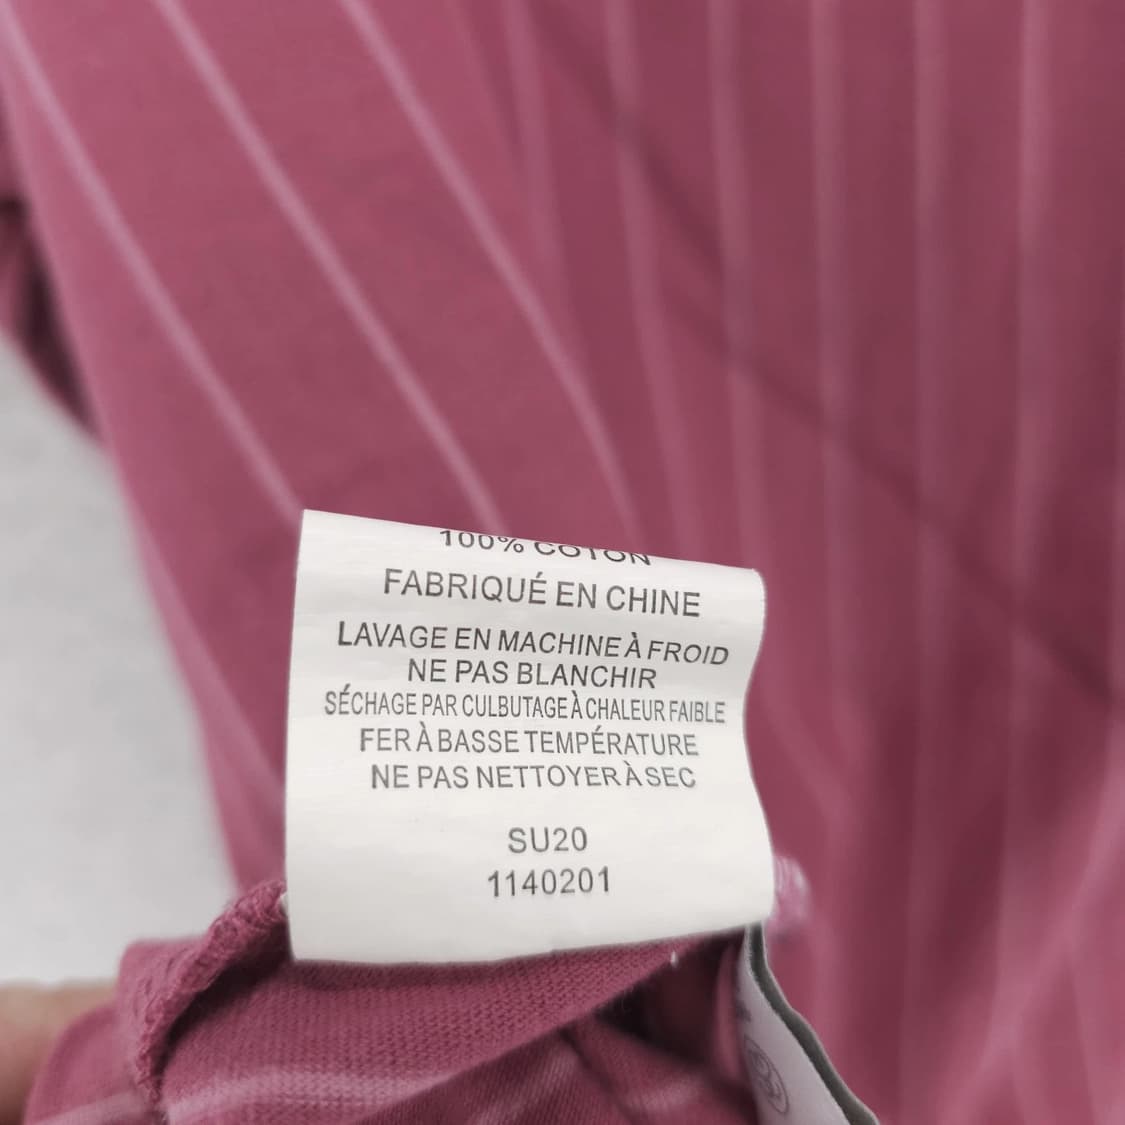 100% COTON
FABRIQUÉ EN CHINE
LAVAGE EN MACHINE À FROID
NE PAS BLANCHIR
SÉCHAGE PAR CULBUTAGE À CHALEUR FAIBLE
FER À BASSE TEMPÉRATURE
NE PAS NETTOYER À SEC
SU20
1140201